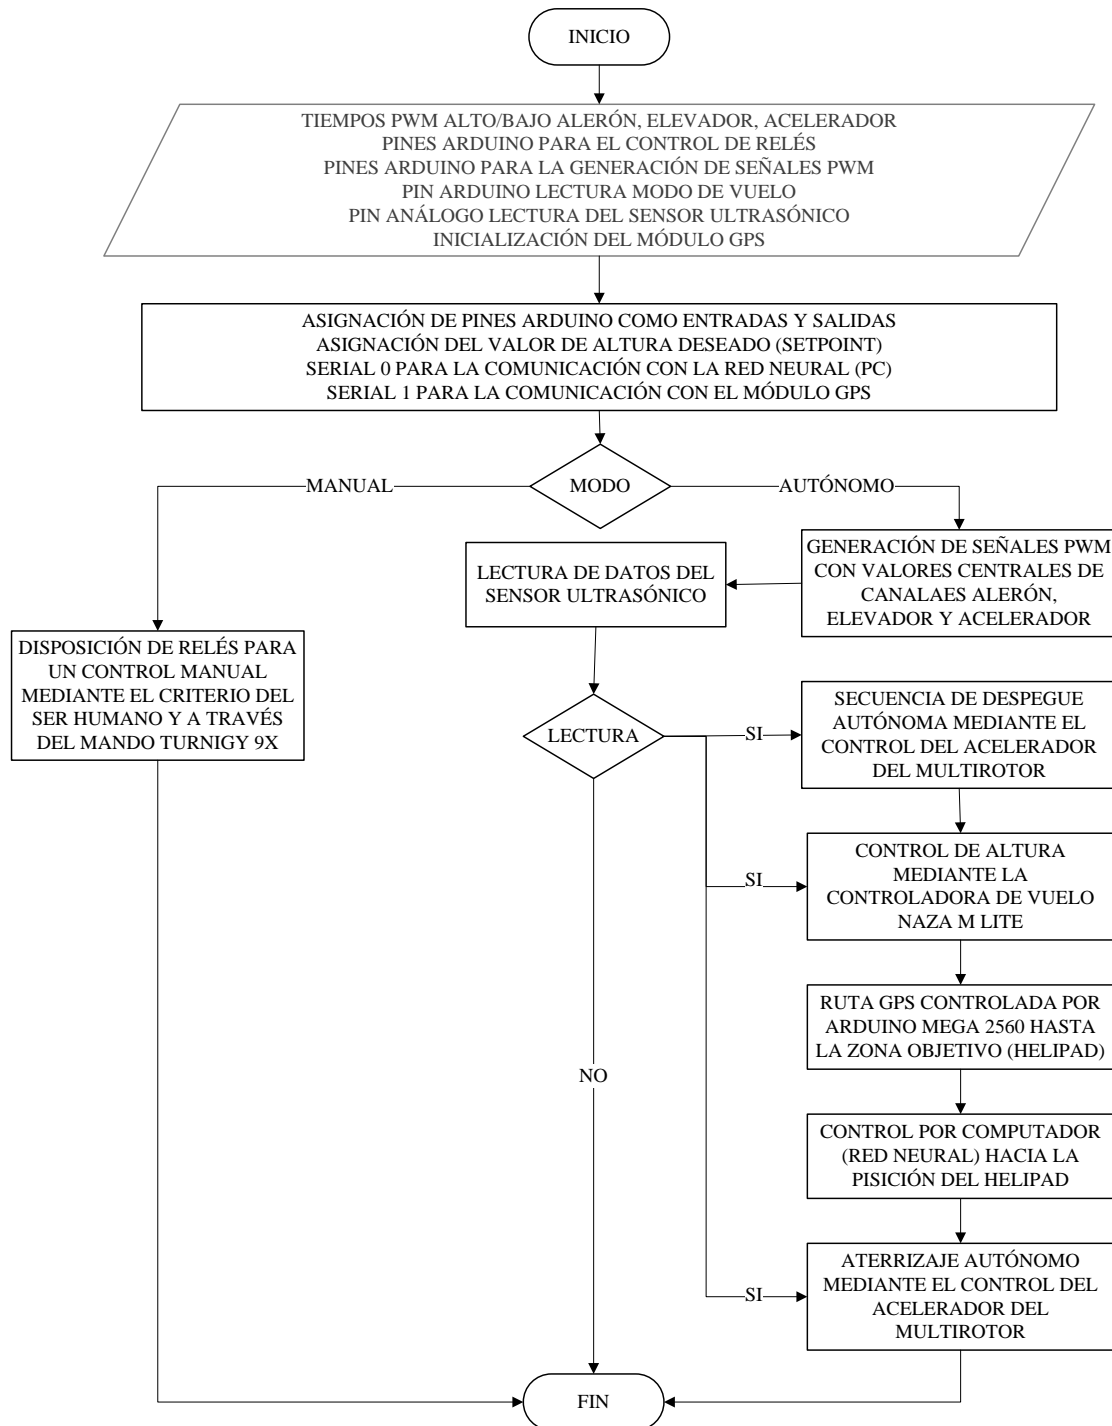 INICIO
TIEMPOS PWM ALTO/BAJO ALERÓN, ELEVADOR, ACELERADOR
PINES ARDUINO PARA EL CONTROL DE RELÉS
PINES ARDUINO PARA LA GENERACIÓN DE SEÑALES PWM
PIN ARDUINO LECTURA MODO DE VUELO
PIN ANÁLOGO LECTURA DEL SENSOR ULTRASÓNICO
INICIALIZACIÓN DEL MÓDULO GPS
ASIGNACIÓN DE PINES ARDUINO COMO ENTRADAS Y SALIDAS
ASIGNACIÓN DEL VALOR DE ALTURA DESEADO (SETPOINT)
SERIAL 0 PARA LA COMUNICACIÓN CON LA RED NEURAL (PC)
SERIAL 1 PARA LA COMUNICACIÓN CON EL MÓDULO GPS
MANUAL
MODO
AUTÓNOMO
GENERACIÓN DE SEÑALES PWM
CON VALORES CENTRALES DE
CANALAES ALERÓN,
ELEVADOR Y ACELERADOR
LECTURA DE DATOS DEL
SENSOR ULTRASÓNICO
DISPOSICIÓN DE RELÉS PARA
UN CONTROL MANUAL
MEDIANTE EL CRITERIO DEL
SER HUMANO Y A TRAVÉS
DEL MANDO TURNIGY 9X
LECTURA
SI
SECUENCIA DE DESPEGUE
AUTÓNOMA MEDIANTE EL
CONTROL DEL ACELERADOR
DEL MULTIROTOR
SI
CONTROL DE ALTURA
MEDIANTE LA
CONTROLADORA DE VUELO
NAZA M LITE
RUTA GPS CONTROLADA POR
ARDUINO MEGA 2560 HASTA
LA ZONA OBJETIVO (HELIPAD)
NO
CONTROL POR COMPUTADOR
(RED NEURAL) HACIA LA
PISICIÓN DEL HELIPAD
SI
ATERRIZAJE AUTÓNOMO
MEDIANTE EL CONTROL DEL
ACELERADOR DEL
MULTIROTOR
FIN